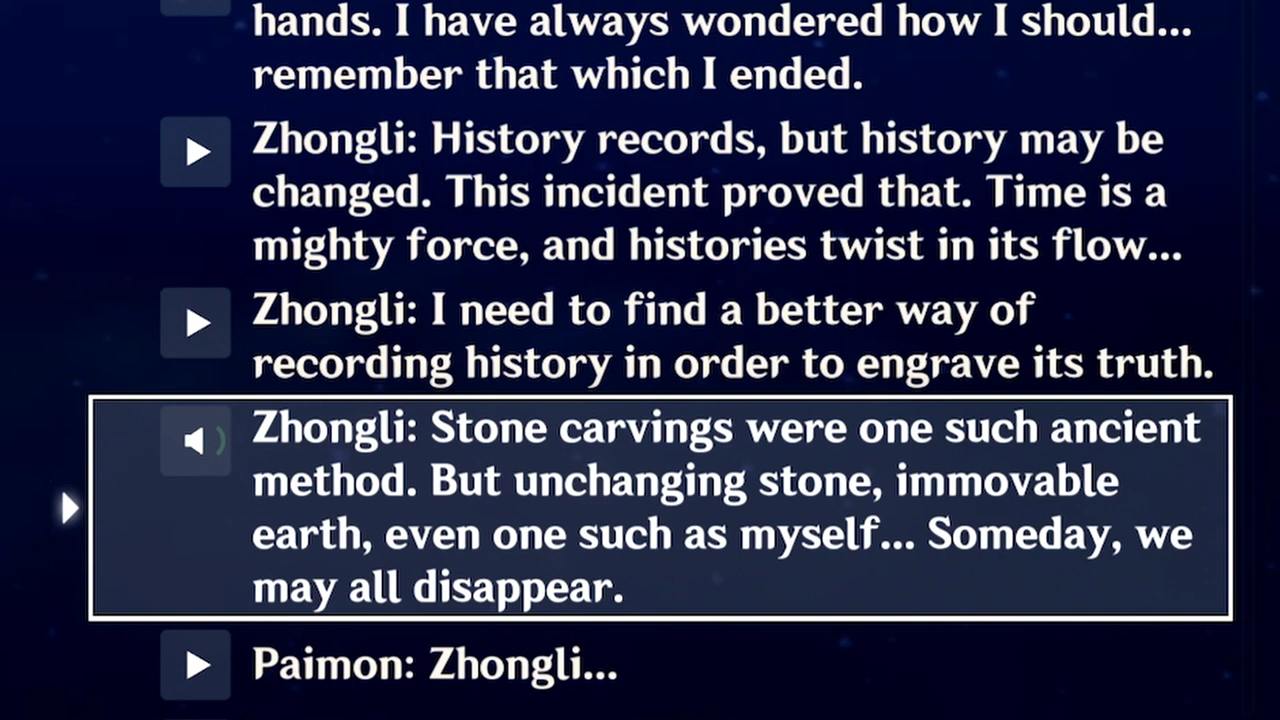 hands. I have always wondered how I should...
remember that which I ended.
Zhongli: History records, but history may be
changed. This incident proved that. Time is a
mighty force, and histories twist in its flow...
Zhongli: I need to find a better way of
recording history in order to engrave its truth.
Zhongli: Stone carvings were one such ancient
method. But unchanging stone, immovable
earth, even one such as myself... Someday, we
may all disappear.
Paimon: Zhongli...